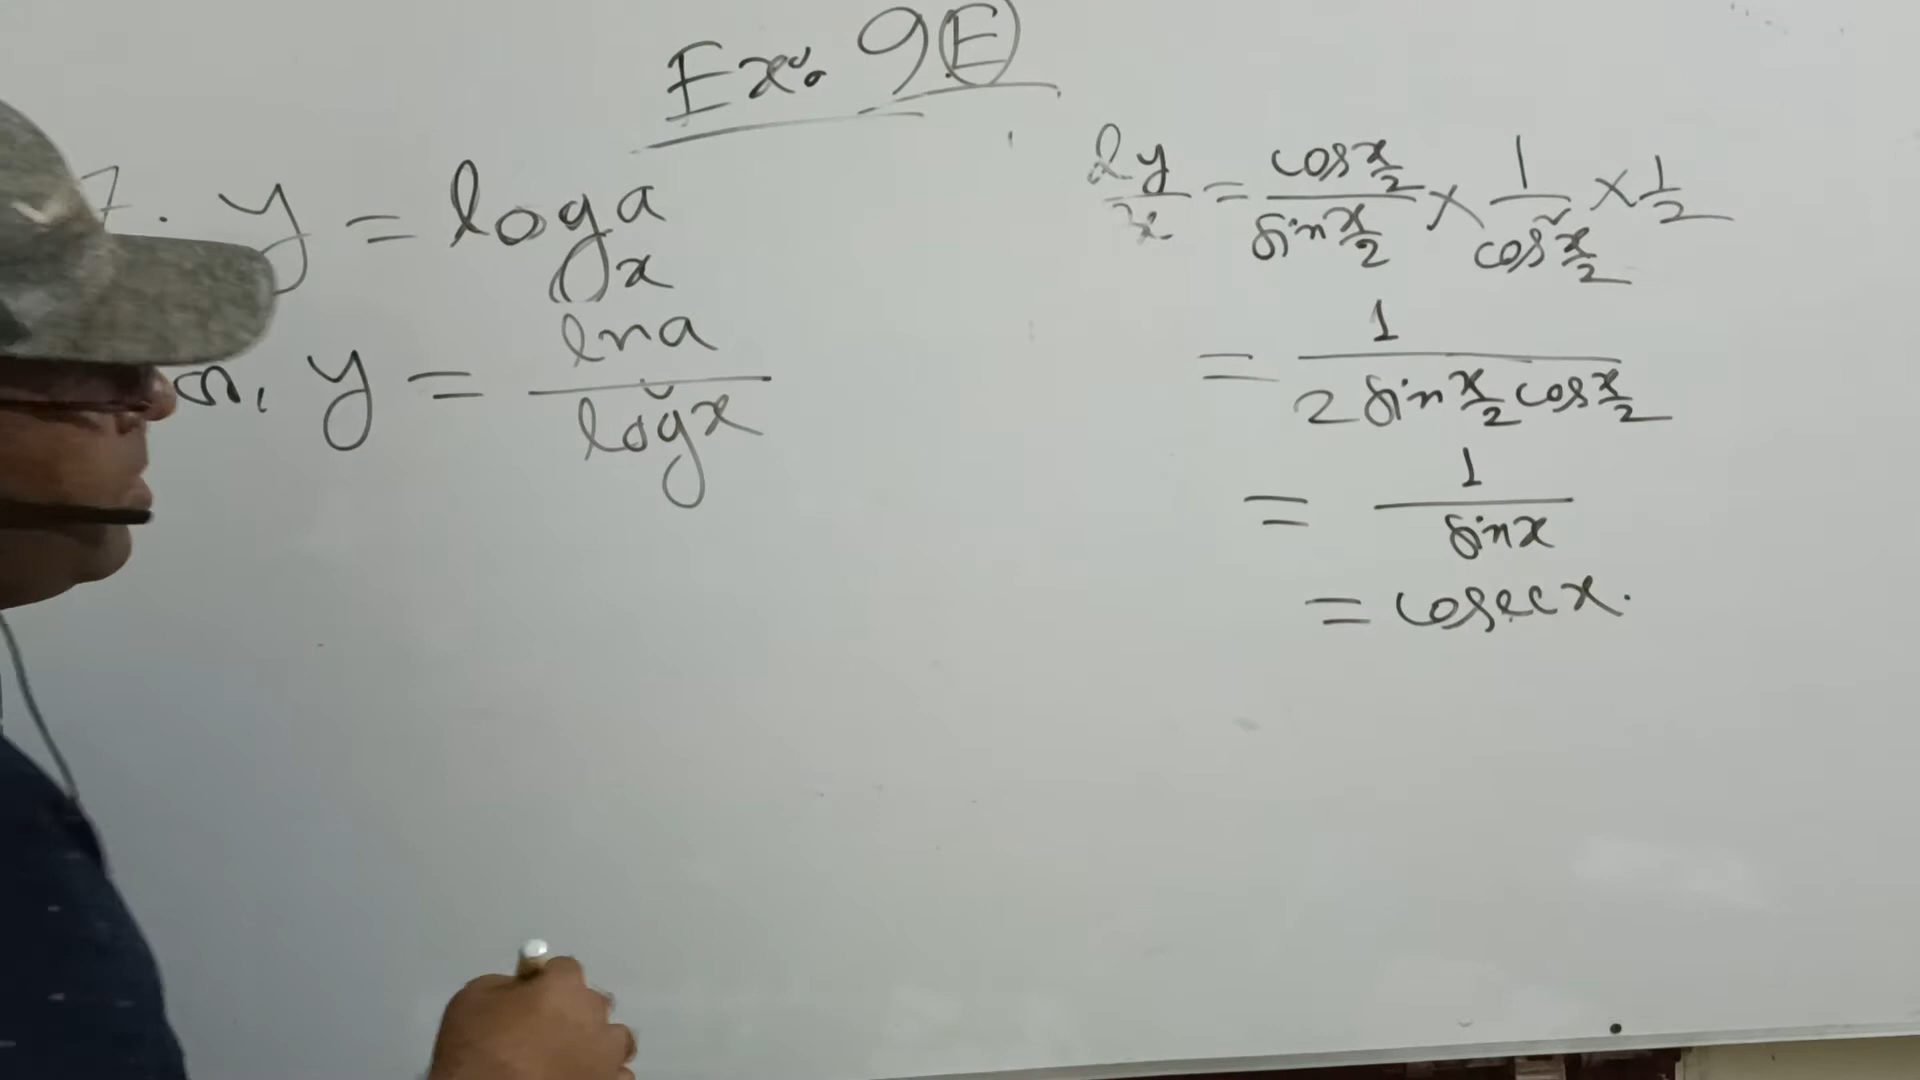 Ex: 9(E)
7. y = log_x a
or, y = ln a / log x
dy/dx = (cos x/2)/(sin x/2) × 1/(cos² x/2) × 1/2
= 1/(2 sin x/2 cos x/2)
= 1/(sin x)
= cosec x.